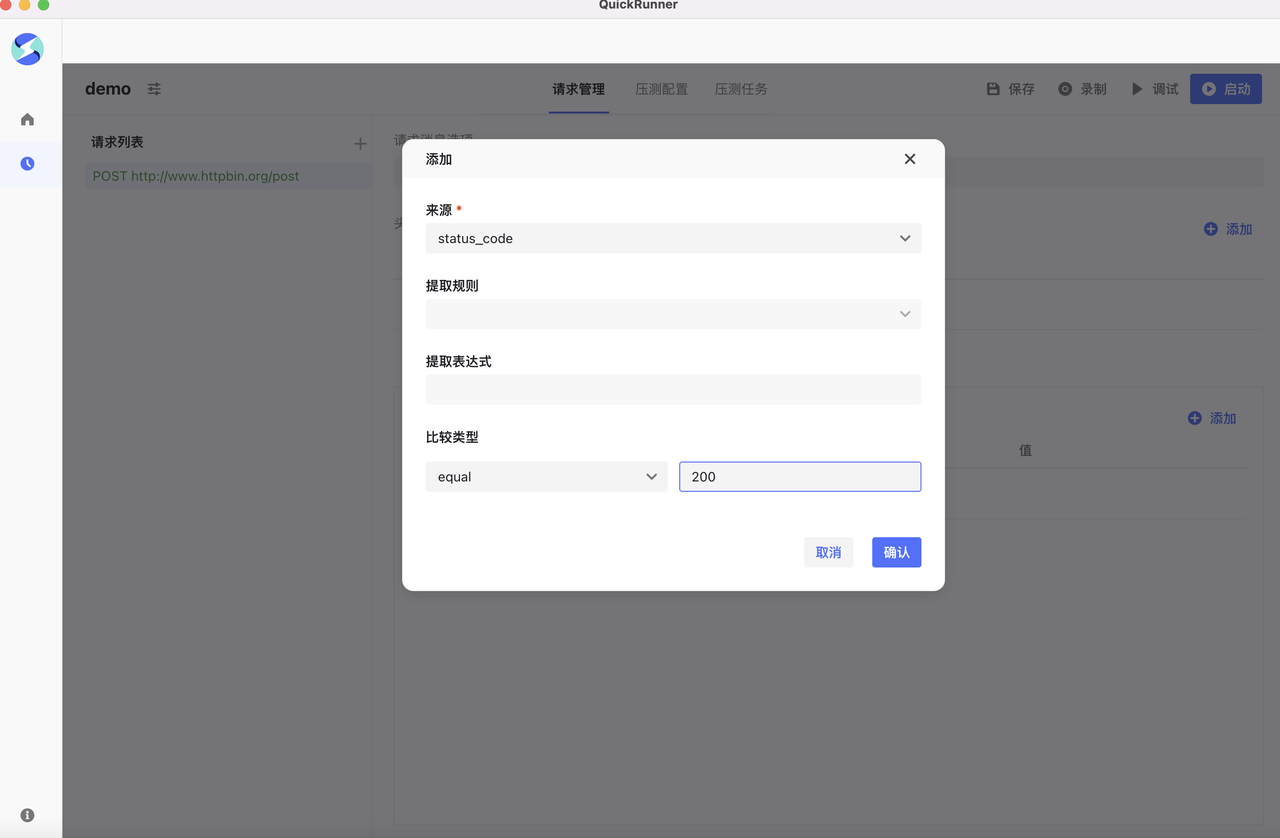 QuickRunner
demo
请求管理
压测配置
压测任务
保存
录制
调试
启动
请求列表
POST http://www.httpbin.org/post
请求消息选项
添加
来源 *
status_code
提取规则
提取表达式
比较类型
equal
200
取消
确认
添加
添加
值